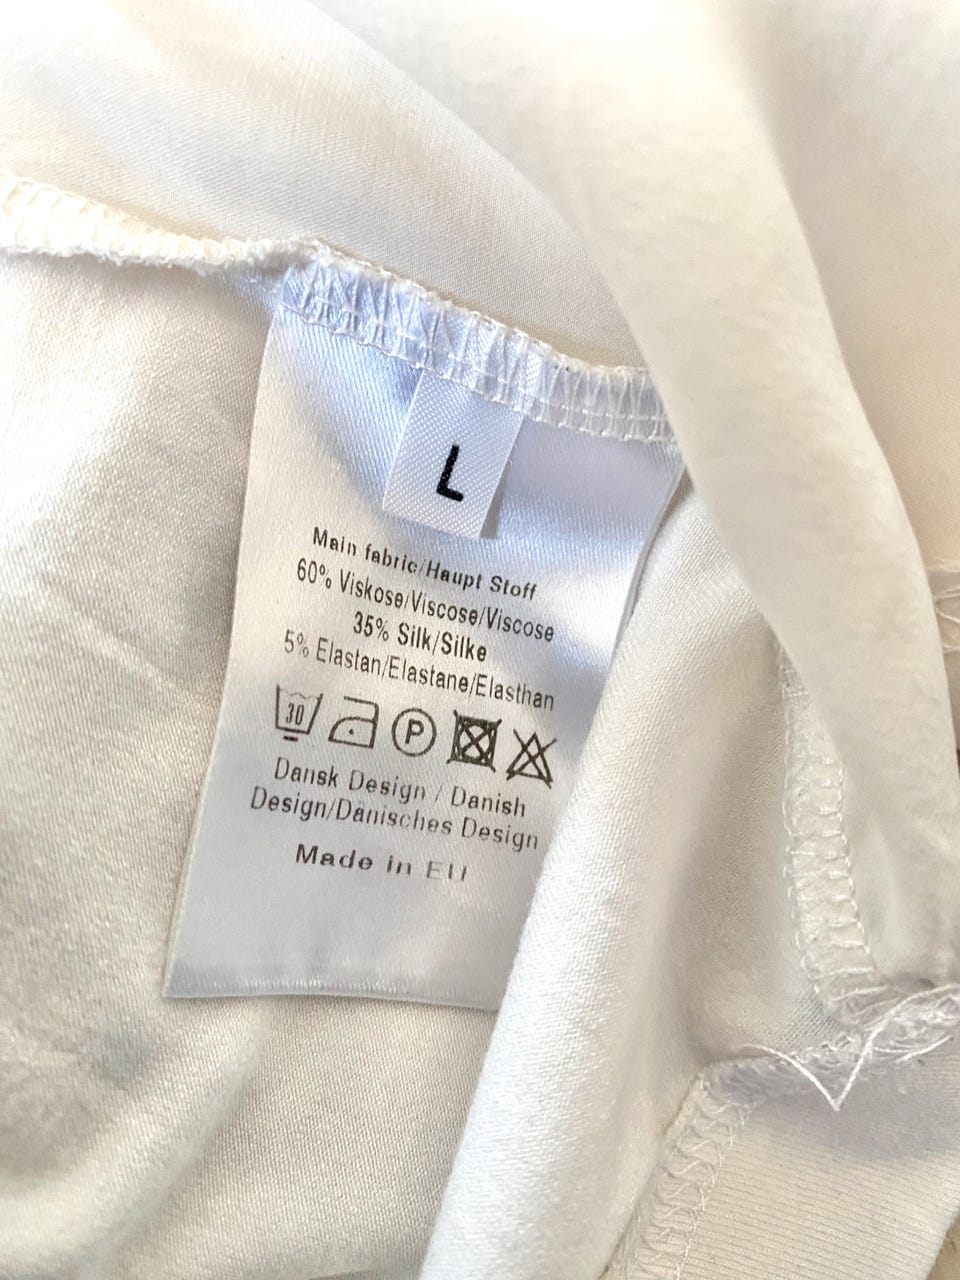 L
Main fabric/Haupt Stoff
60% Viskose/Viscose/Viscose
35% Silk/Silke
5% Elastan/Elastane/Elasthan
30 P
Dansk Design / Danish
Design/Danisches Design
Made in EU